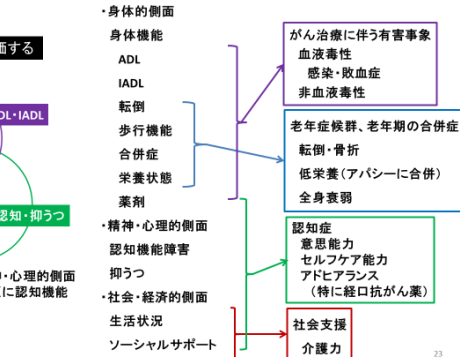 価する
DL・IADL
認知・抑うつ
・心理的側面
に認知機能
・身体的側面
身体機能
ADL
IADL
転倒
歩行機能
合併症
栄養状態
薬剤
・精神・心理的側面
認知機能障害
抑うつ
・社会・経済的側面
生活状況
ソーシャルサポート
がん治療に伴う有害事象
血液毒性
感染・敗血症
非血液毒性
老年症候群、老年期の合併症
転倒・骨折
低栄養(アパシーに合併)
全身衰弱
認知症
意思能力
セルフケア能力
アドヒアランス
(特に経口抗がん薬)
社会支援
介護力
23